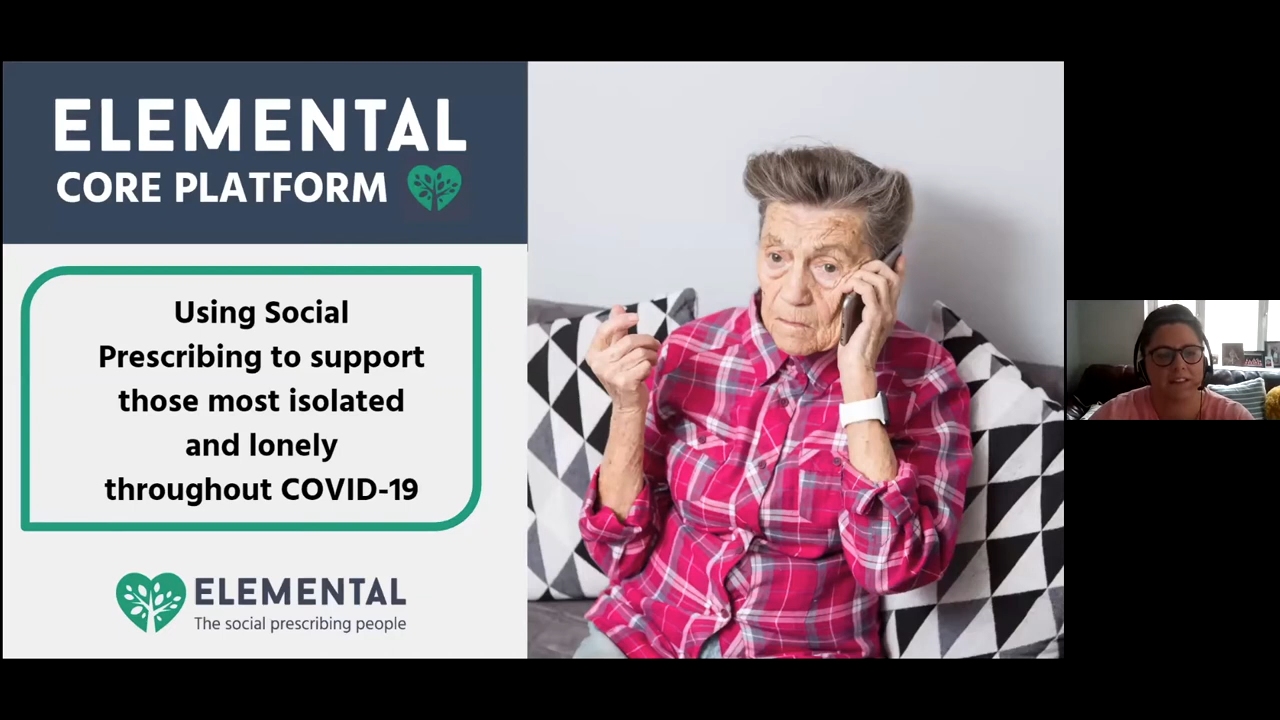 ELEMENTAL
CORE PLATFORM
Using Social
Prescribing to support
those most isolated
and lonely
throughout COVID-19
ELEMENTAL
The social prescribing people